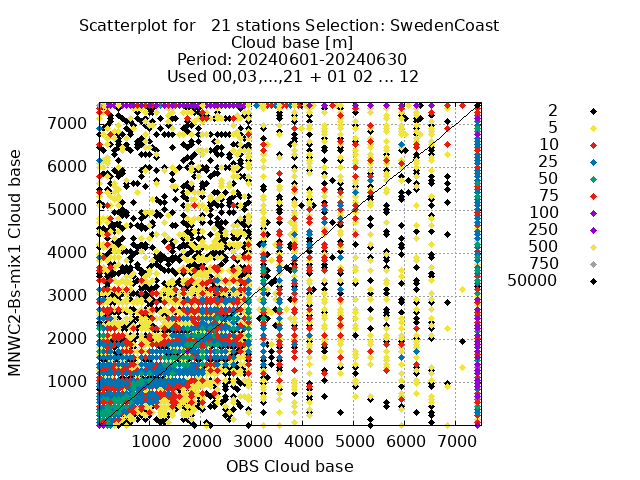 Scatterplot for   21 stations Selection: SwedenCoast
Cloud base [m]
Period: 20240601-20240630
Used 00,03,...,21 + 01 02 ... 12
MNWC2-Bs-mix1 Cloud base
7000
6000
5000
4000
3000
2000
1000
1000 2000 3000 4000 5000 6000 7000
OBS Cloud base
2
5
10
25
50
75
100
250
500
750
50000